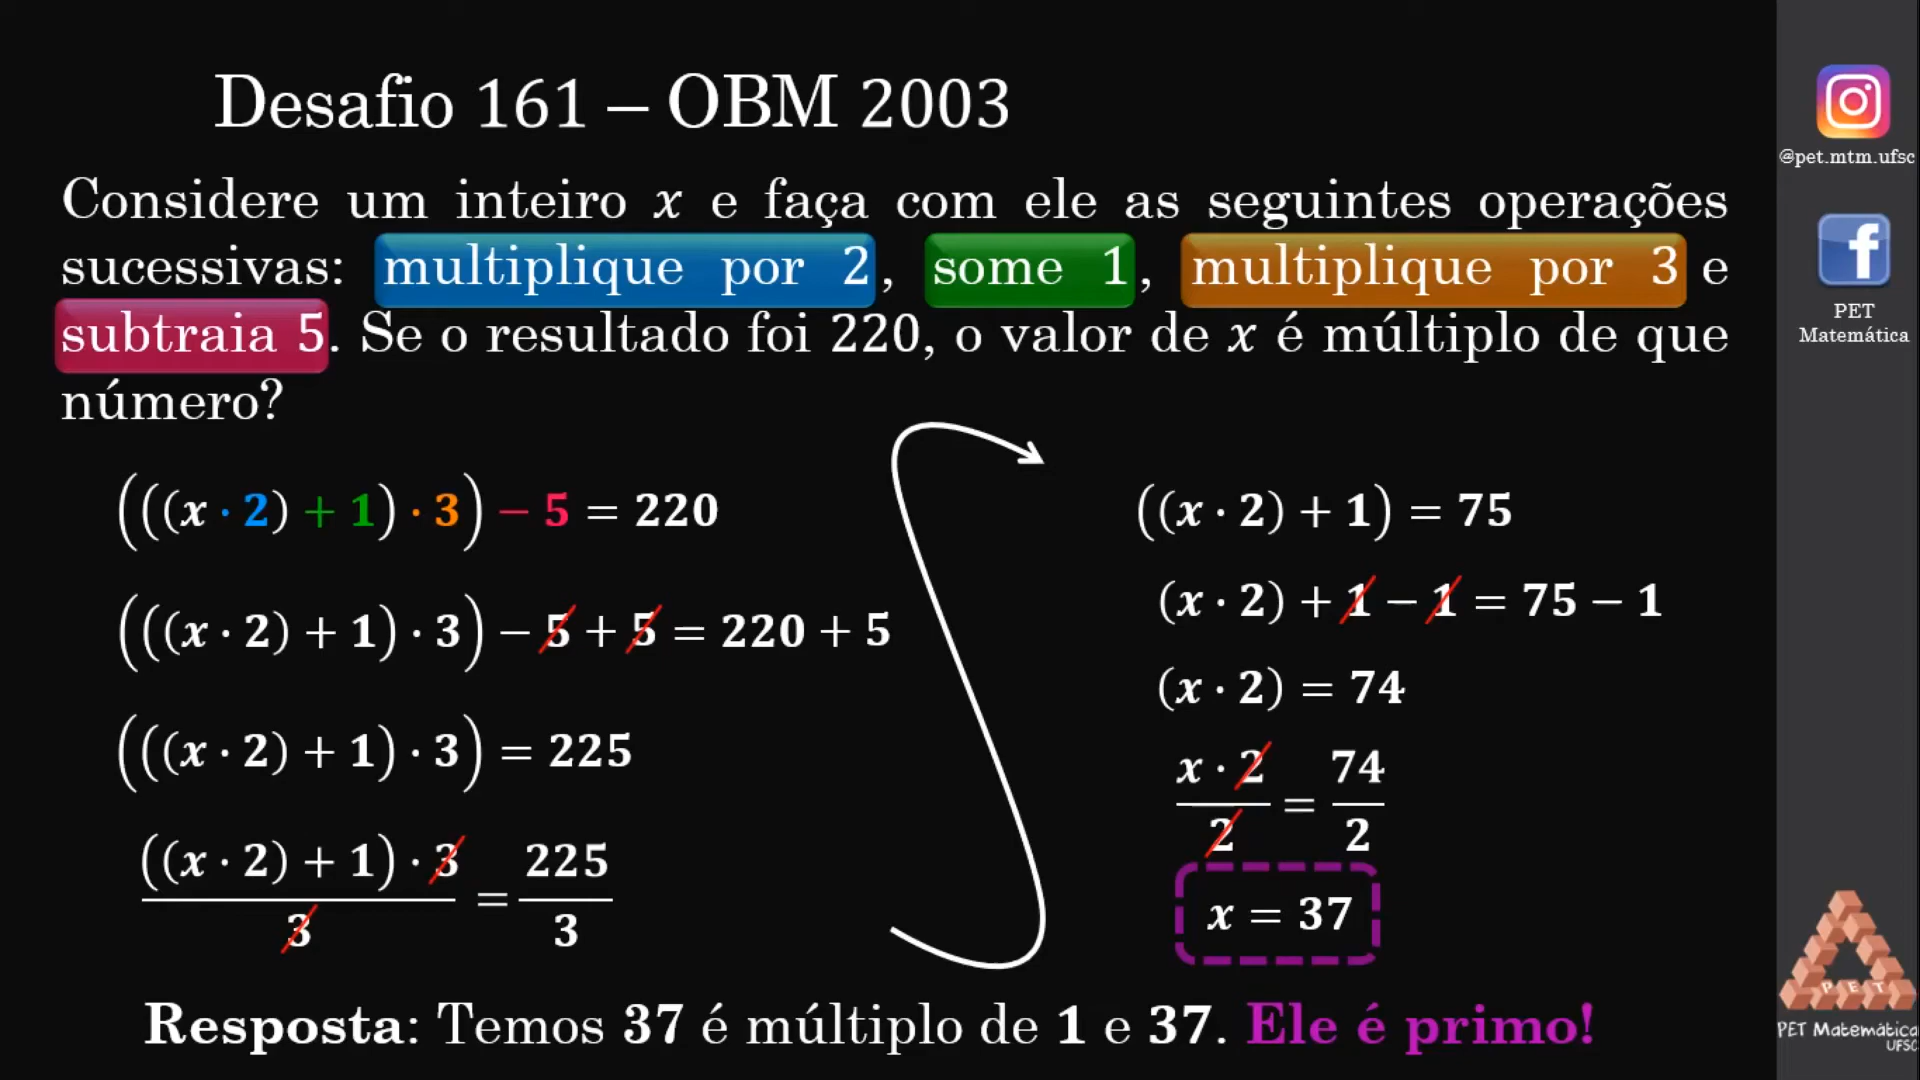 Desafio 161 – OBM 2003
Considere um inteiro x e faça com ele as seguintes operações
sucessivas: multiplique por 2, some 1, multiplique por 3 e
subtraia 5. Se o resultado foi 220, o valor de x é múltiplo de que
número?
(((x · 2) + 1) · 3) − 5 = 220
(((x · 2) + 1) · 3) − 5 + 5 = 220 + 5
(((x · 2) + 1) · 3) = 225
((x · 2) + 1) · 3 = 225
3 3
((x · 2) + 1) = 75
(x · 2) + 1 − 1 = 75 − 1
(x · 2) = 74
x · 2 = 74
2 2
x = 37
Resposta: Temos 37 é múltiplo de 1 e 37. Ele é primo!
@pet.mtm.ufsc
f
PET
Matemática
P E T
PET Matemática
UFSC